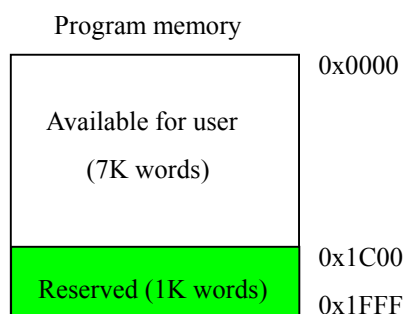 Program memory
0x0000
Available for user
(7K words)
0x1C00
Reserved (1K words)
0x1FFF